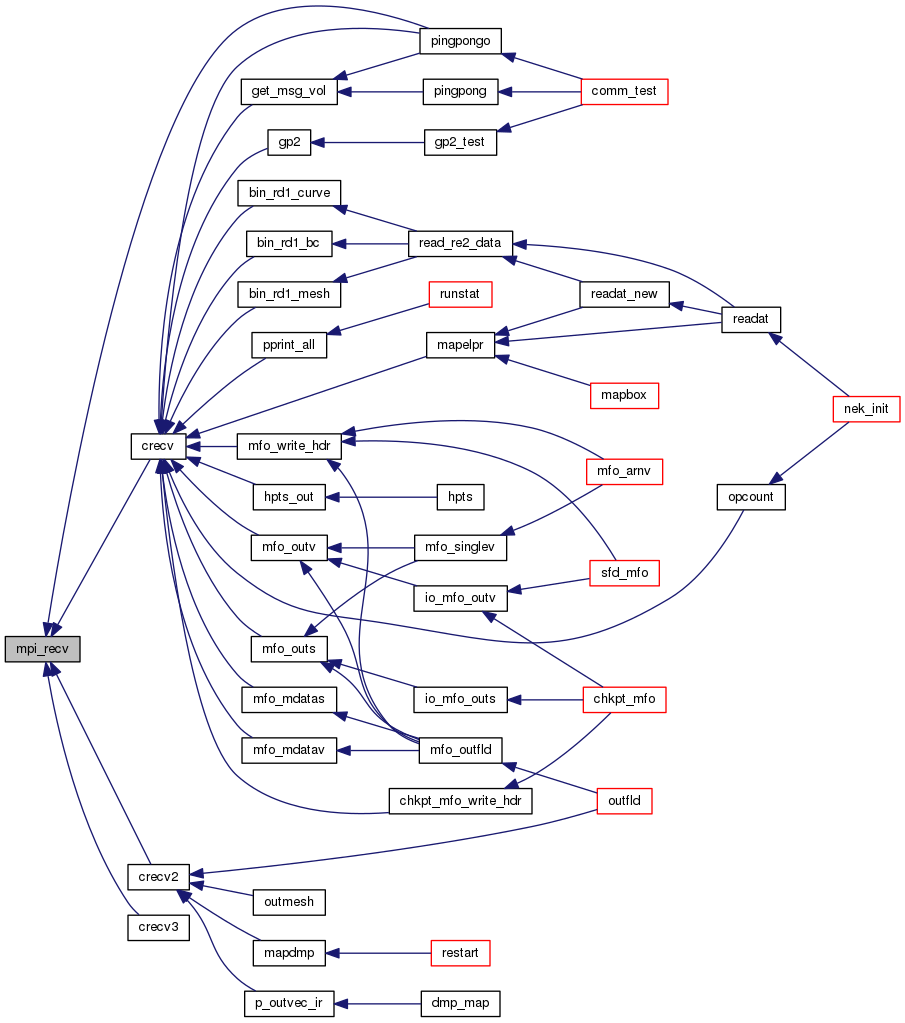 pingpongo
get_msg_vol
pingpong
comm_test
gp2
gp2_test
bin_rd1_curve
bin_rd1_bc
read_re2_data
bin_rd1_mesh
runstat
readat_new
readat
pprint_all
mapelpr
mapbox
nek_init
crecv
mfo_write_hdr
mfo_arnv
hpts_out
hpts
opcount
mfo_outv
mfo_singlev
sfd_mfo
io_mfo_outv
mpi_recv
mfo_outs
mfo_mdatas
io_mfo_outs
chkpt_mfo
mfo_mdatav
mfo_outfld
chkpt_mfo_write_hdr
outfld
crecv2
outmesh
crecv3
mapdmp
restart
p_outvec_ir
dmp_map